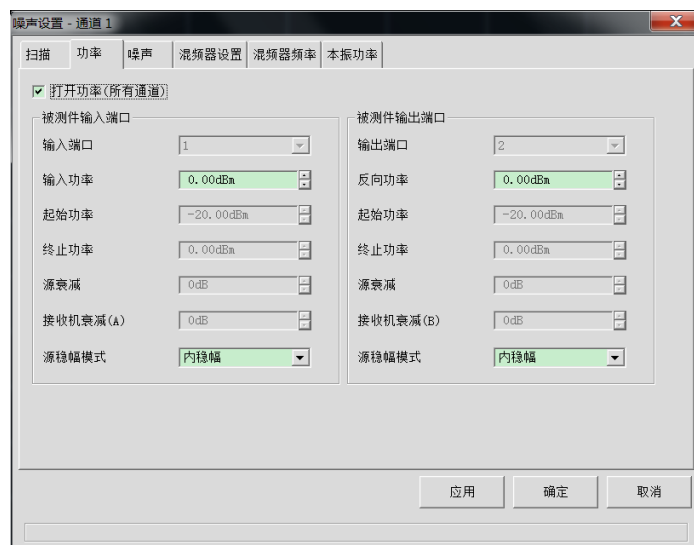 噪声设置 - 通道 1
扫描 功率 噪声 混频器设置 混频器频率 本振功率
打开功率(所有通道)
被测件输入端口
输入端口 1
输入功率 0.00dBm
起始功率 -20.00dBm
终止功率 0.00dBm
源衰减 0dB
接收机衰减(A) 0dB
源稳幅模式 内稳幅
被测件输出端口
输出端口 2
反向功率 0.00dBm
起始功率 -20.00dBm
终止功率 0.00dBm
源衰减 0dB
接收机衰减(B) 0dB
源稳幅模式 内稳幅
应用 确定 取消